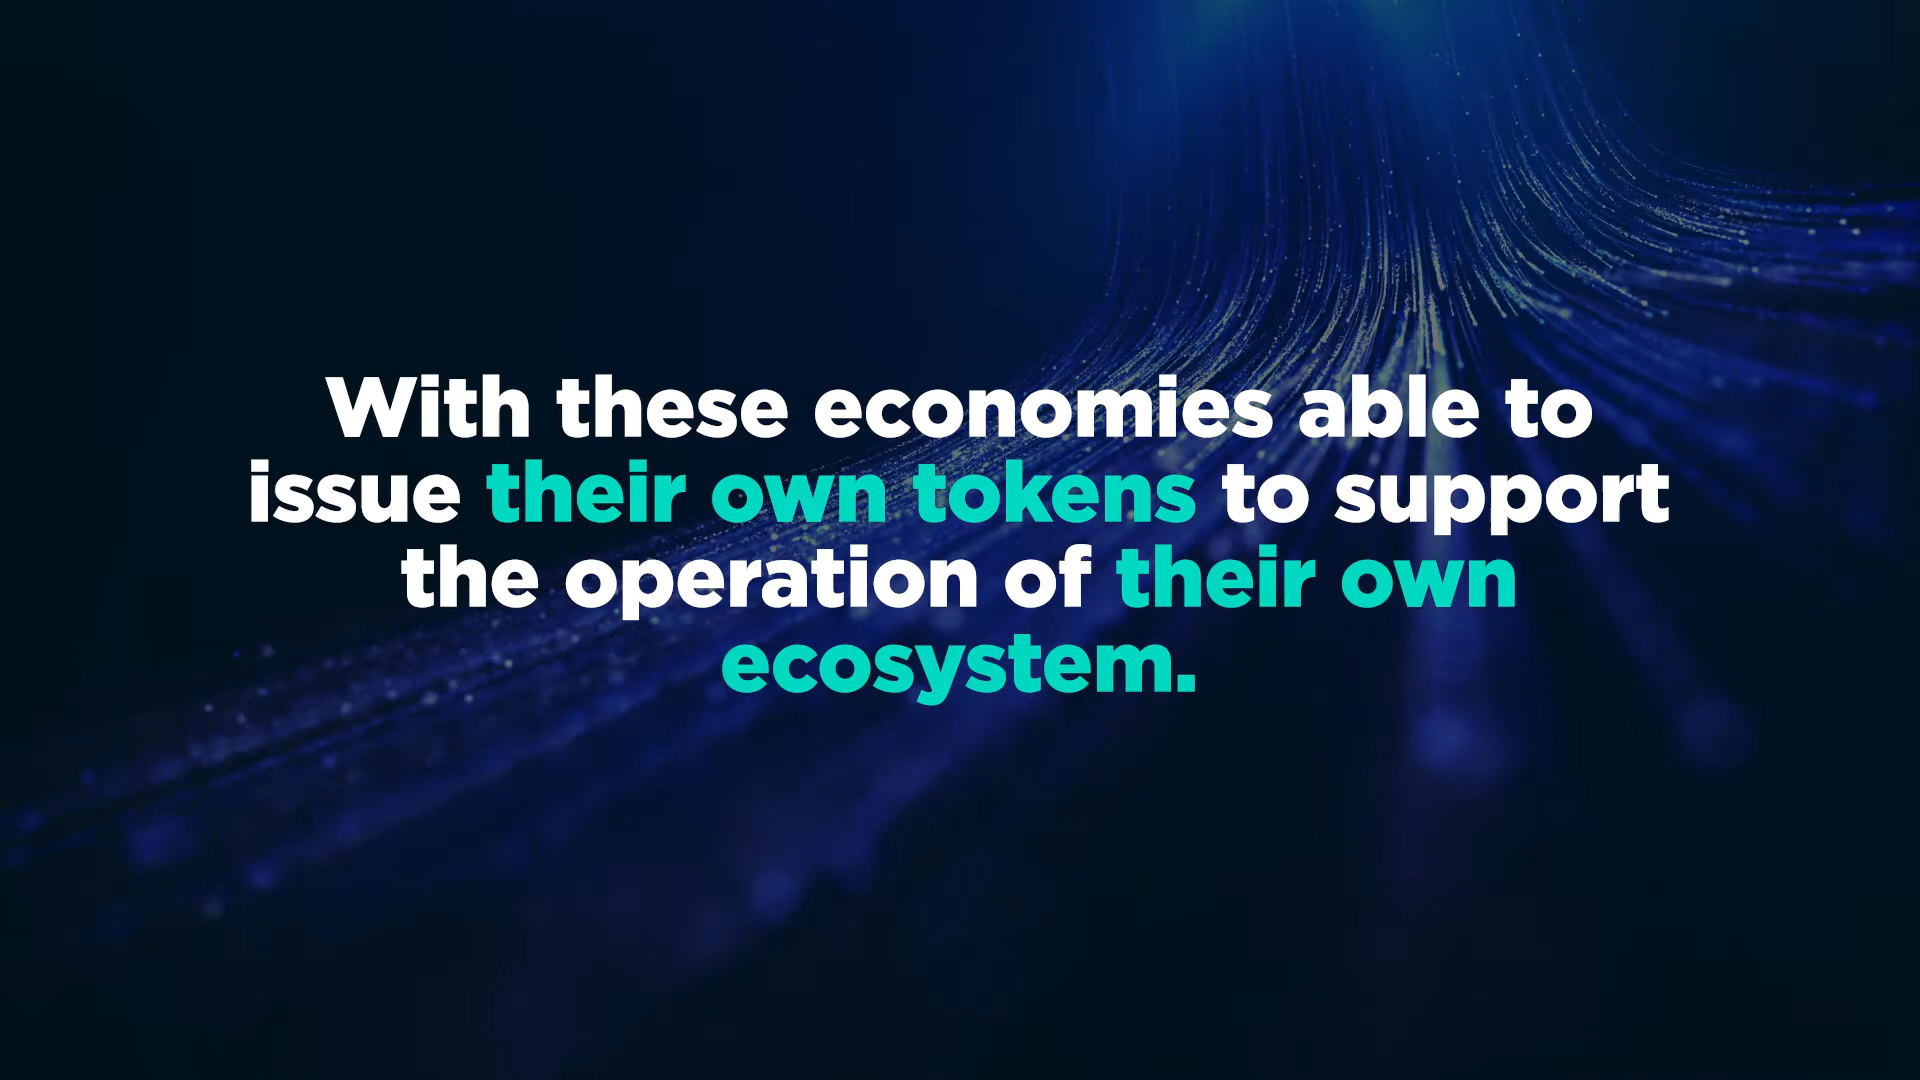 With these economies able to
issue their own tokens to support
the operation of their own
ecosystem.